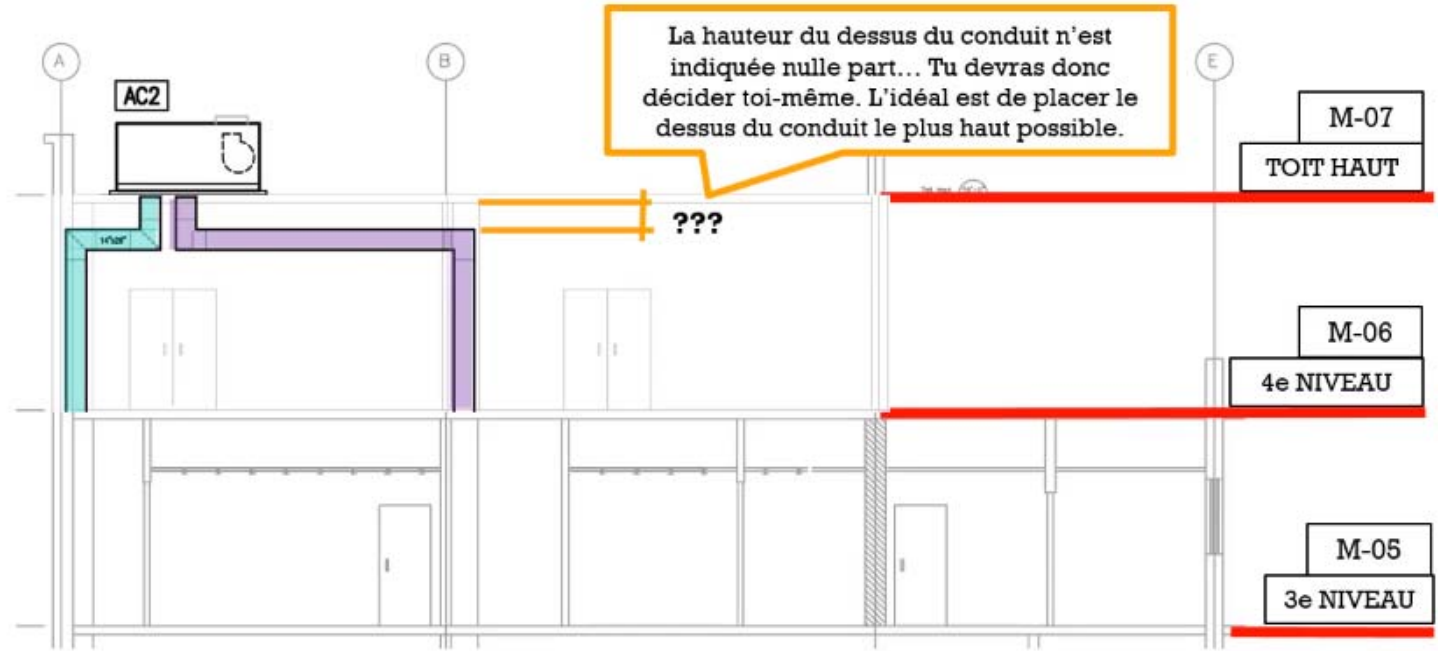 La hauteur du dessus du conduit n'est
indiquée nulle part... Tu devras donc
décider toi-même. L'idéal est de placer le
dessus du conduit le plus haut possible.
A
B
E
AC2
M-07
TOIT HAUT
???
M-06
4e NIVEAU
M-05
3e NIVEAU